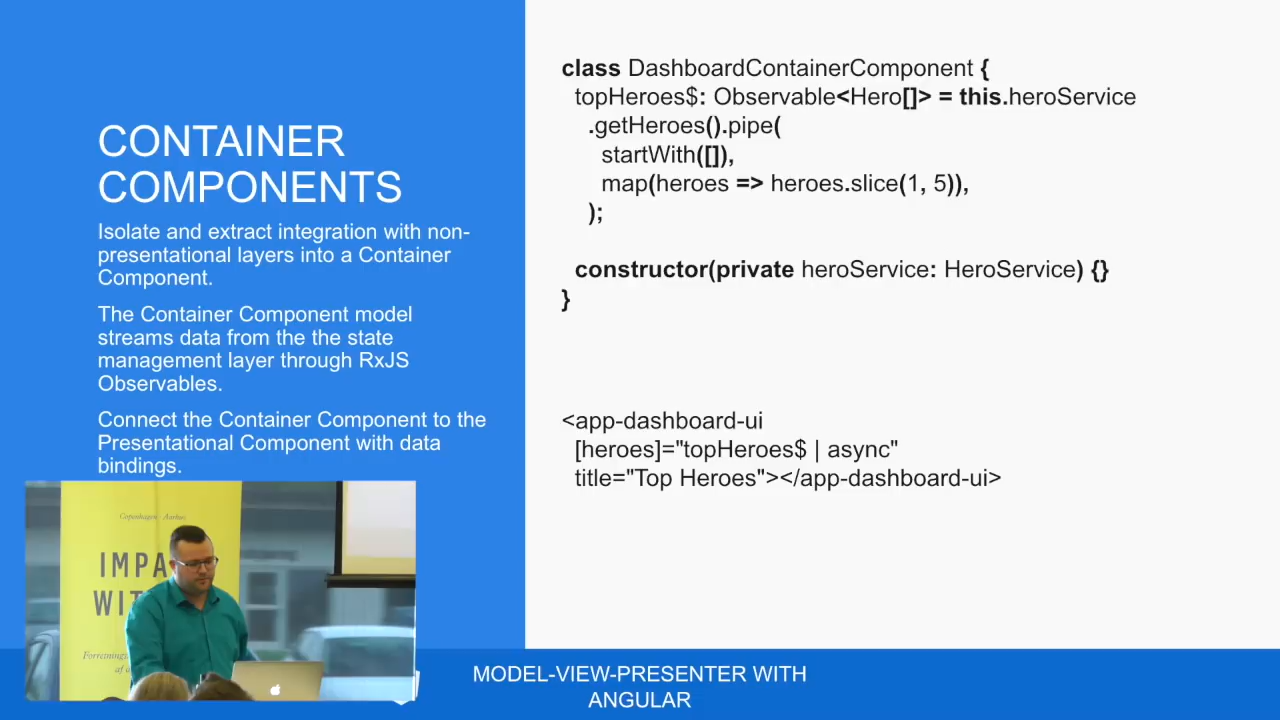 CONTAINER
COMPONENTS
Isolate and extract integration with non-
presentational layers into a Container
Component.
The Container Component model
streams data from the the state
management layer through RxJS
Observables.
Connect the Container Component to the
Presentational Component with data
bindings.
class DashboardContainerComponent {
topHeroes$: Observable<Hero[]> = this.heroService
.getHeroes().pipe(
startWith([]),
map(heroes => heroes.slice(1, 5)),
);
constructor(private heroService: HeroService) {}
}
<app-dashboard-ui
[heroes]="topHeroes$ | async"
title="Top Heroes"></app-dashboard-ui>
Copenhagen - Aarhus
IMPA
WIT
MODEL-VIEW-PRESENTER WITH
ANGULAR